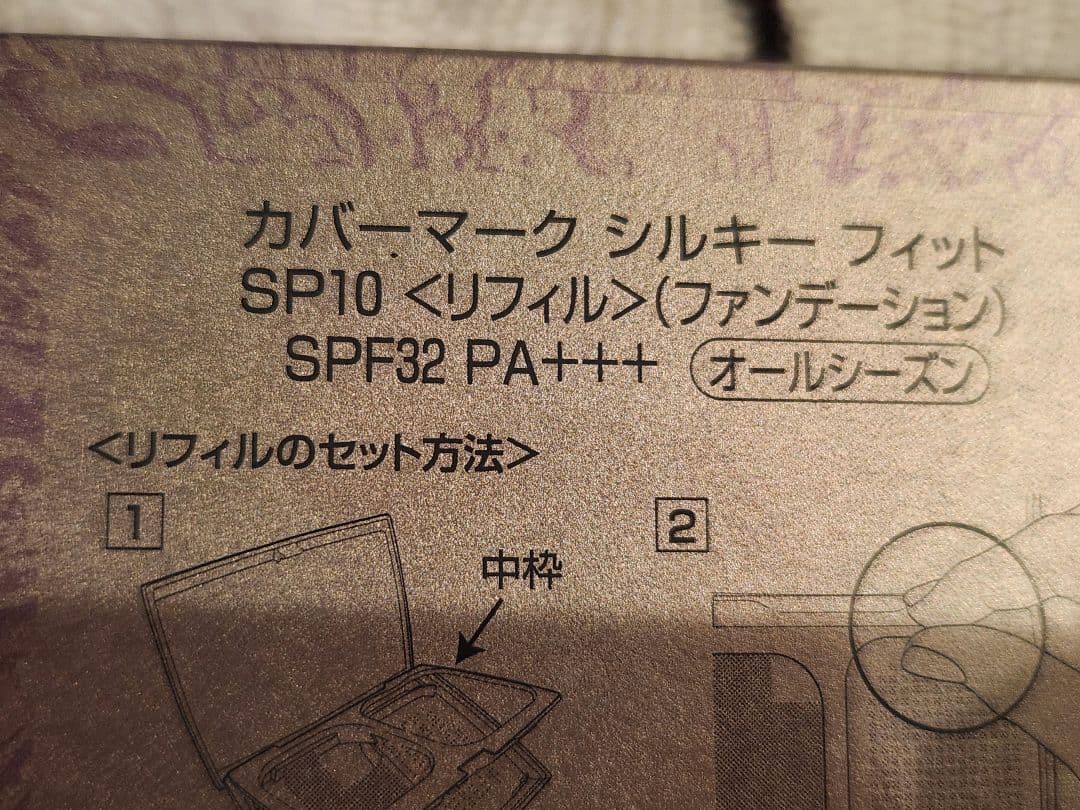 カバーマーク シルキー フィット
SP10 <リフィル>(ファンデーション)
SPF32 PA+++ オールシーズン
<リフィルのセット方法>
1
2
中枠